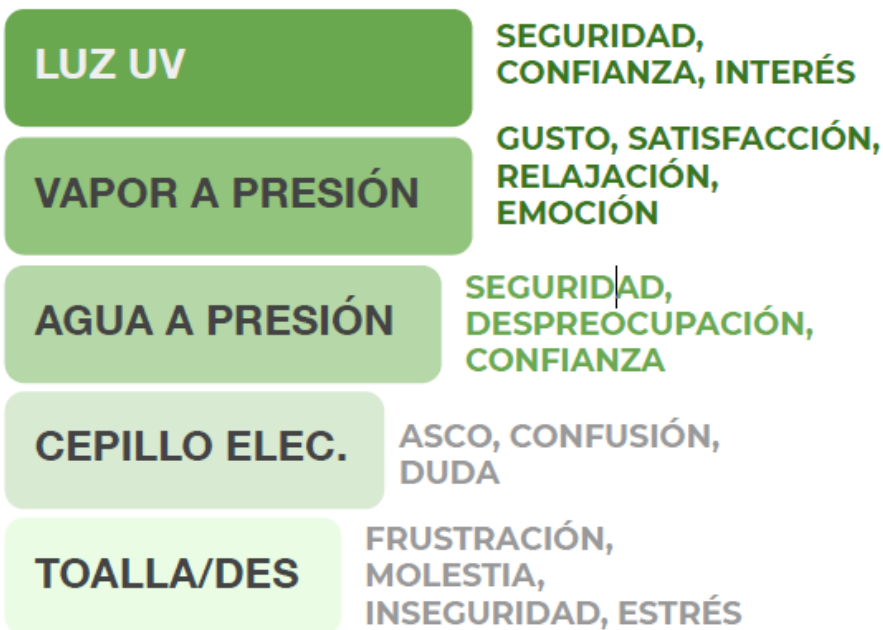 LUZ UV
SEGURIDAD,
CONFIANZA, INTERÉS
VAPOR A PRESIÓN
GUSTO, SATISFACCIÓN,
RELAJACIÓN,
EMOCIÓN
AGUA A PRESIÓN
SEGURIDAD,
DESPREOCUPACIÓN,
CONFIANZA
CEPILLO ELEC.
ASCO, CONFUSIÓN,
DUDA
TOALLA/DES
FRUSTRACIÓN,
MOLESTIA,
INSEGURIDAD, ESTRÉS